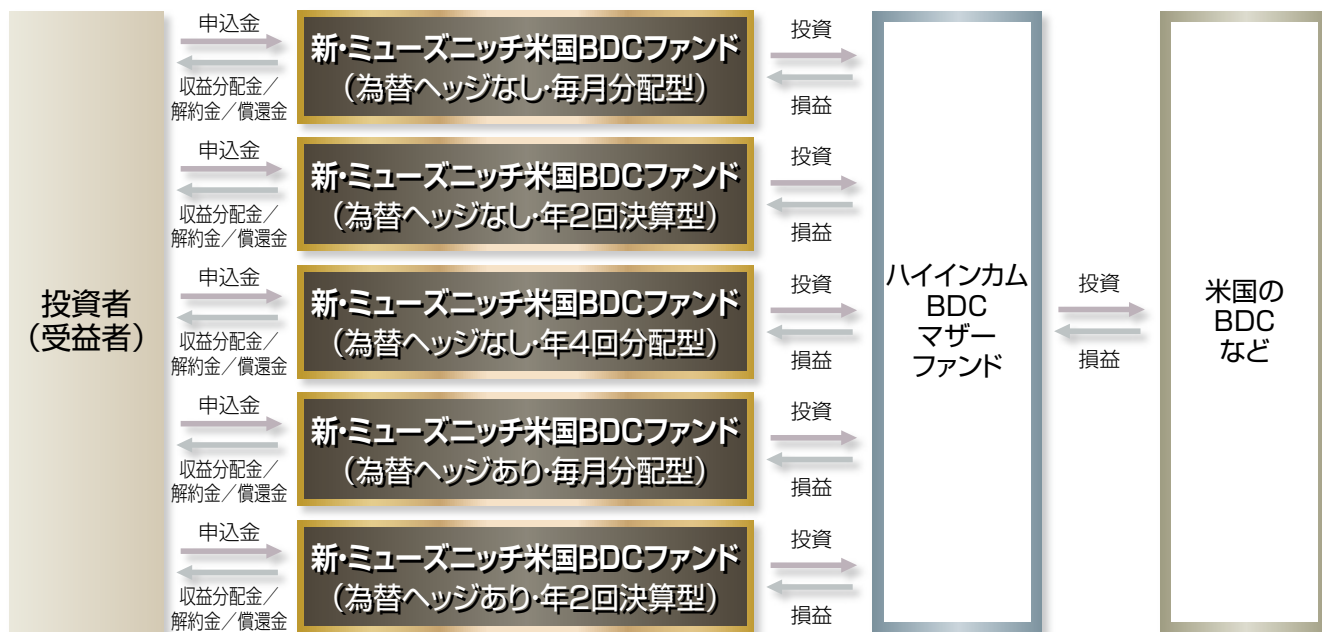 投資者
（受益者）
申込金
収益分配金／
解約金／償還金
新・ミューズニッチ米国BDCファンド
（為替ヘッジなし・毎月分配型）
投資
損益
申込金
収益分配金／
解約金／償還金
新・ミューズニッチ米国BDCファンド
（為替ヘッジなし・年2回決算型）
投資
損益
申込金
収益分配金／
解約金／償還金
新・ミューズニッチ米国BDCファンド
（為替ヘッジなし・年4回分配型）
投資
損益
申込金
収益分配金／
解約金／償還金
新・ミューズニッチ米国BDCファンド
（為替ヘッジあり・毎月分配型）
投資
損益
申込金
収益分配金／
解約金／償還金
新・ミューズニッチ米国BDCファンド
（為替ヘッジあり・年2回決算型）
投資
損益
ハイインカム
BDC
マザー
ファンド
投資
損益
米国の
BDC
など